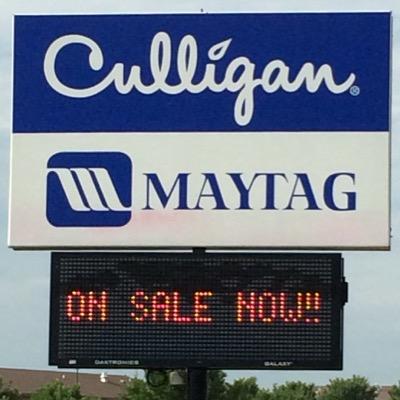 Culligan®
MAYTAG
ON SALE NOW!!
DAKTRONICS GALAXY